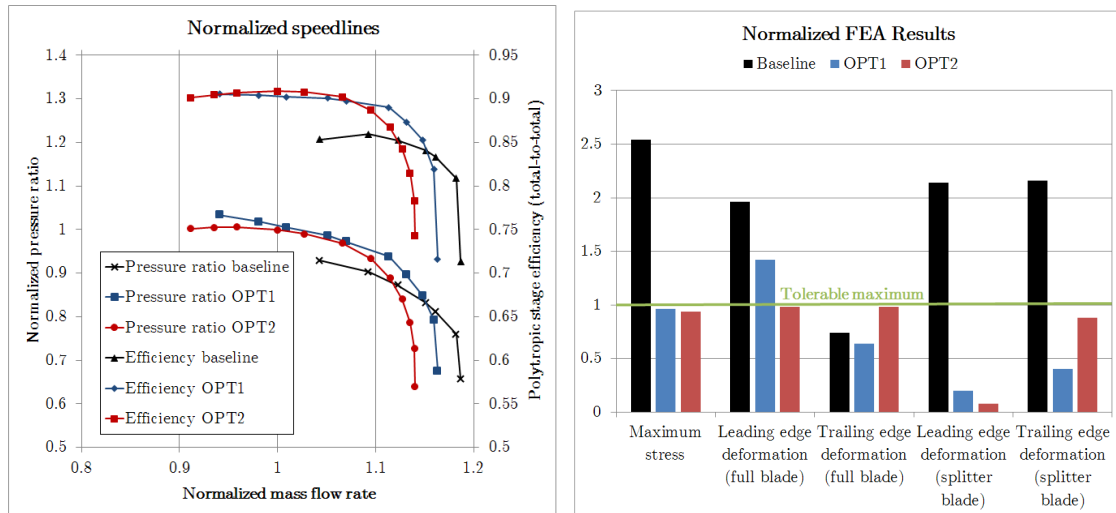 Normalized speedlines
Normalized pressure ratio
1.4
1.3
1.2
1.1
1
0.9
0.8
0.7
0.6
0.5
0.95
0.9
0.85
0.8
0.75
0.7
0.65
0.6
0.55
0.5
Polytropic stage efficiency (total-to-total)
Pressure ratio baseline
Pressure ratio OPT1
Pressure ratio OPT2
Efficiency baseline
Efficiency OPT1
Efficiency OPT2
0.8 0.9 1 1.1 1.2
Normalized mass flow rate
Normalized FEA Results
Baseline OPT1 OPT2
3
2.5
2
1.5
1
0.5
0
Tolerable maximum
Maximum
stress
Leading edge
deformation
(full blade)
Trailing edge
deformation
(full blade)
Leading edge
deformation
(splitter
blade)
Trailing edge
deformation
(splitter
blade)